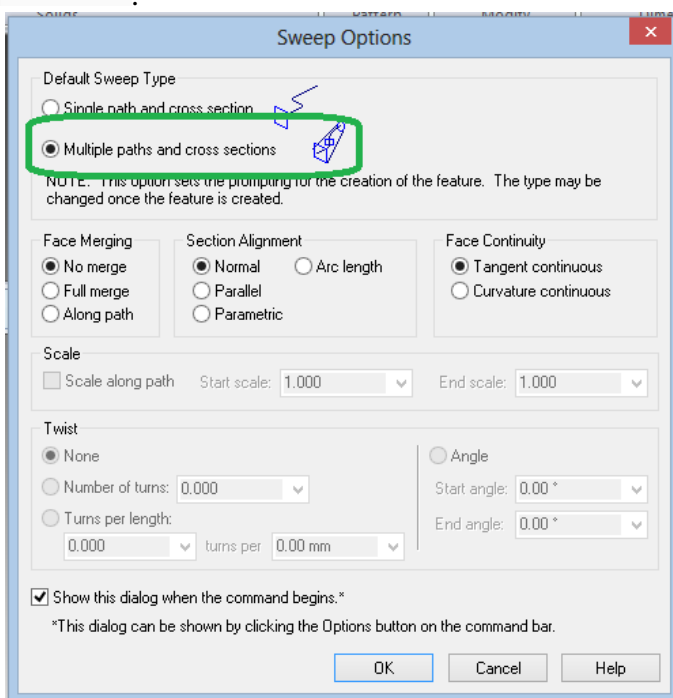 Solids Pattern Modify Dime
Sweep Options
Default Sweep Type
Single path and cross section
Multiple paths and cross sections
NOTE: This option sets the prompting for the creation of the feature. The type may be
changed once the feature is created.
Face Merging Section Alignment Face Continuity
No merge Normal Arc length Tangent continuous
Full merge Parallel Curvature continuous
Along path Parametric
Scale
Scale along path Start scale: 1.000 End scale: 1.000
Twist
None Angle
Number of turns: 0.000 Start angle: 0.00 °
Turns per length: End angle: 0.00 °
0.000 turns per 0.00 mm
Show this dialog when the command begins.*
*This dialog can be shown by clicking the Options button on the command bar.
OK Cancel Help